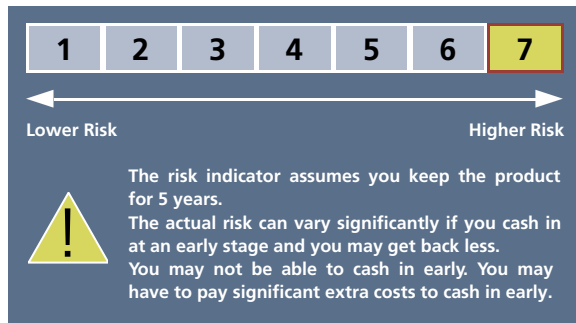 1 2 3 4 5 6 7
Lower Risk Higher Risk
The risk indicator assumes you keep the product
for 5 years.
The actual risk can vary significantly if you cash in
at an early stage and you may get back less.
You may not be able to cash in early. You may
have to pay significant extra costs to cash in early.
!